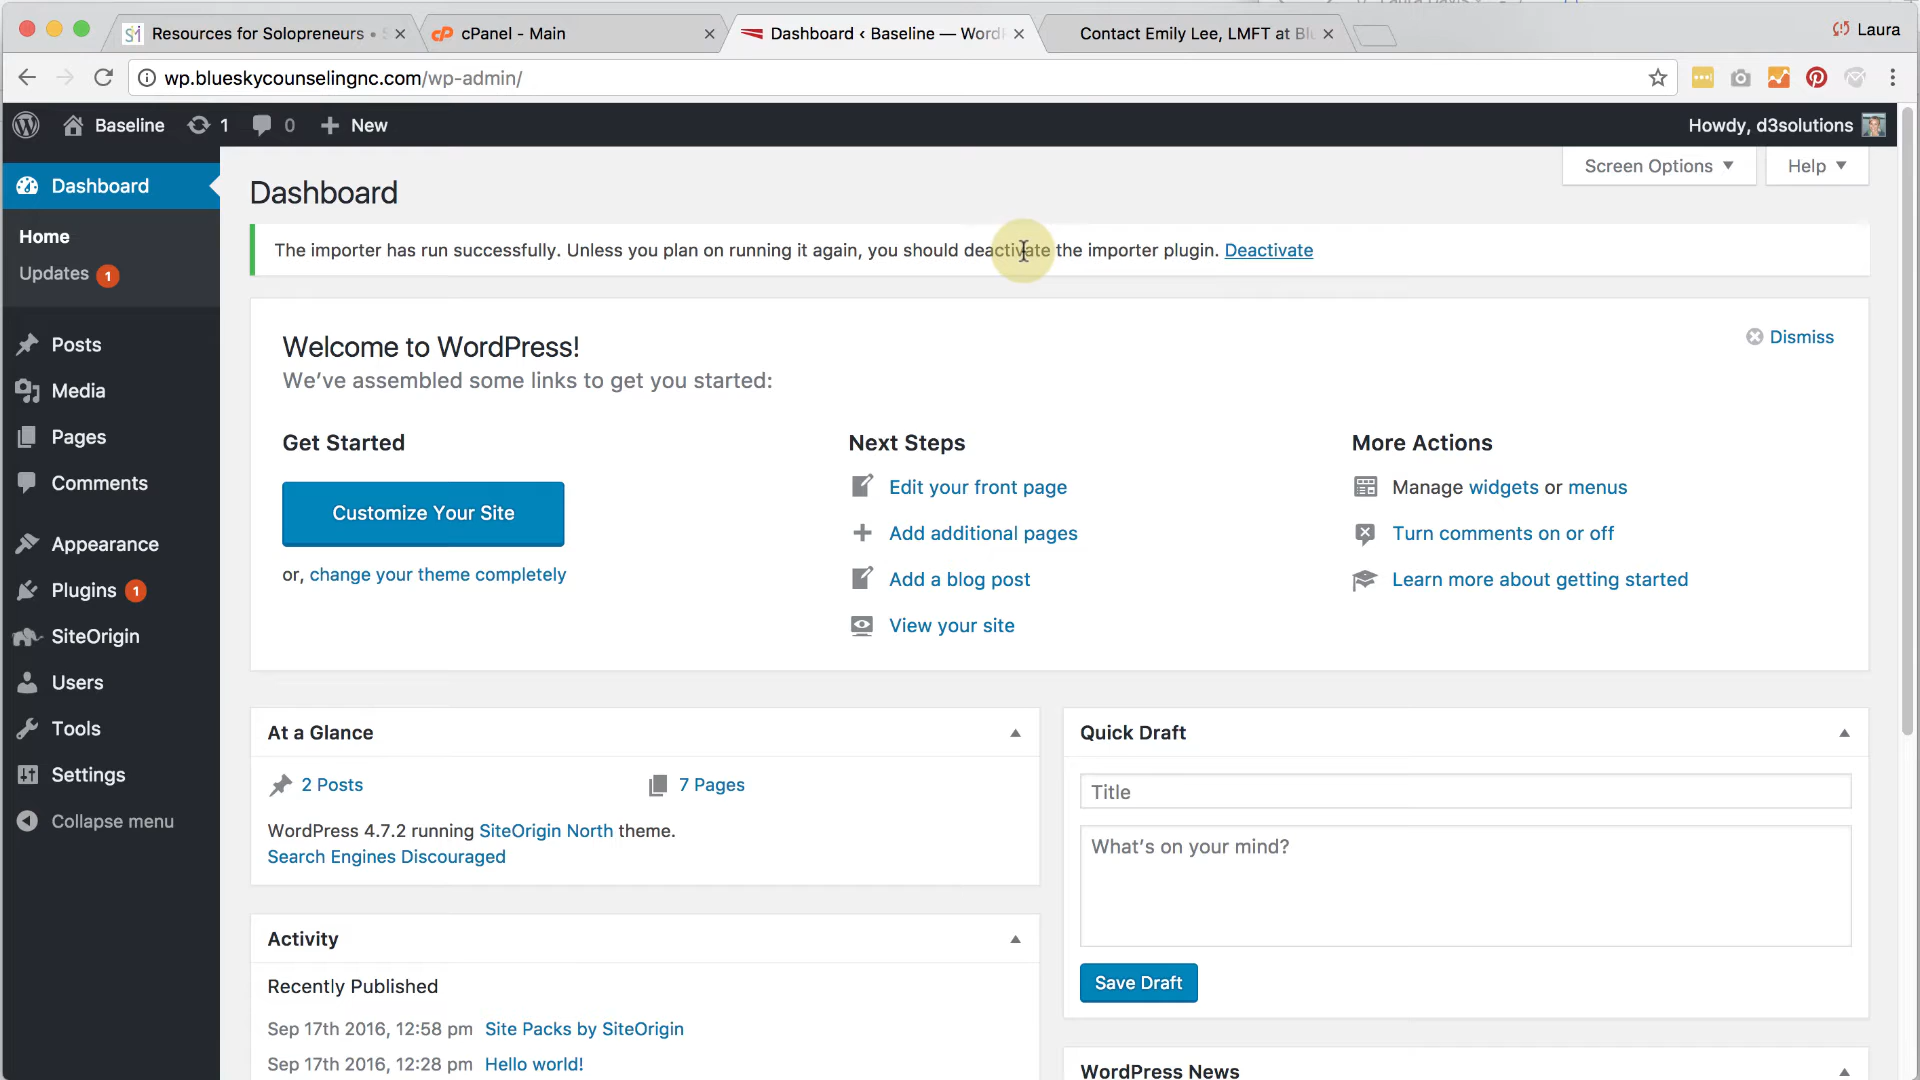 Resources for Solopreneurs •
cPanel - Main
Dashboard ‹ Baseline — Word
Contact Emily Lee, LMFT at Bl
Laura
wp.blueskycounselingnc.com/wp-admin/
Baseline
1
0
New
Howdy, d3solutions
Dashboard
Home
Updates 1
Posts
Media
Pages
Comments
Appearance
Plugins 1
SiteOrigin
Users
Tools
Settings
Collapse menu
Screen Options
Help
Dashboard
The importer has run successfully. Unless you plan on running it again, you should deactivate the importer plugin. Deactivate
Welcome to WordPress!
We've assembled some links to get you started:
Dismiss
Get Started
Customize Your Site
or, change your theme completely
Next Steps
Edit your front page
Add additional pages
Add a blog post
View your site
More Actions
Manage widgets or menus
Turn comments on or off
Learn more about getting started
At a Glance
2 Posts
7 Pages
WordPress 4.7.2 running SiteOrigin North theme.
Search Engines Discouraged
Activity
Recently Published
Sep 17th 2016, 12:58 pm Site Packs by SiteOrigin
Sep 17th 2016, 12:28 pm Hello world!
Quick Draft
Title
What's on your mind?
Save Draft
WordPress News